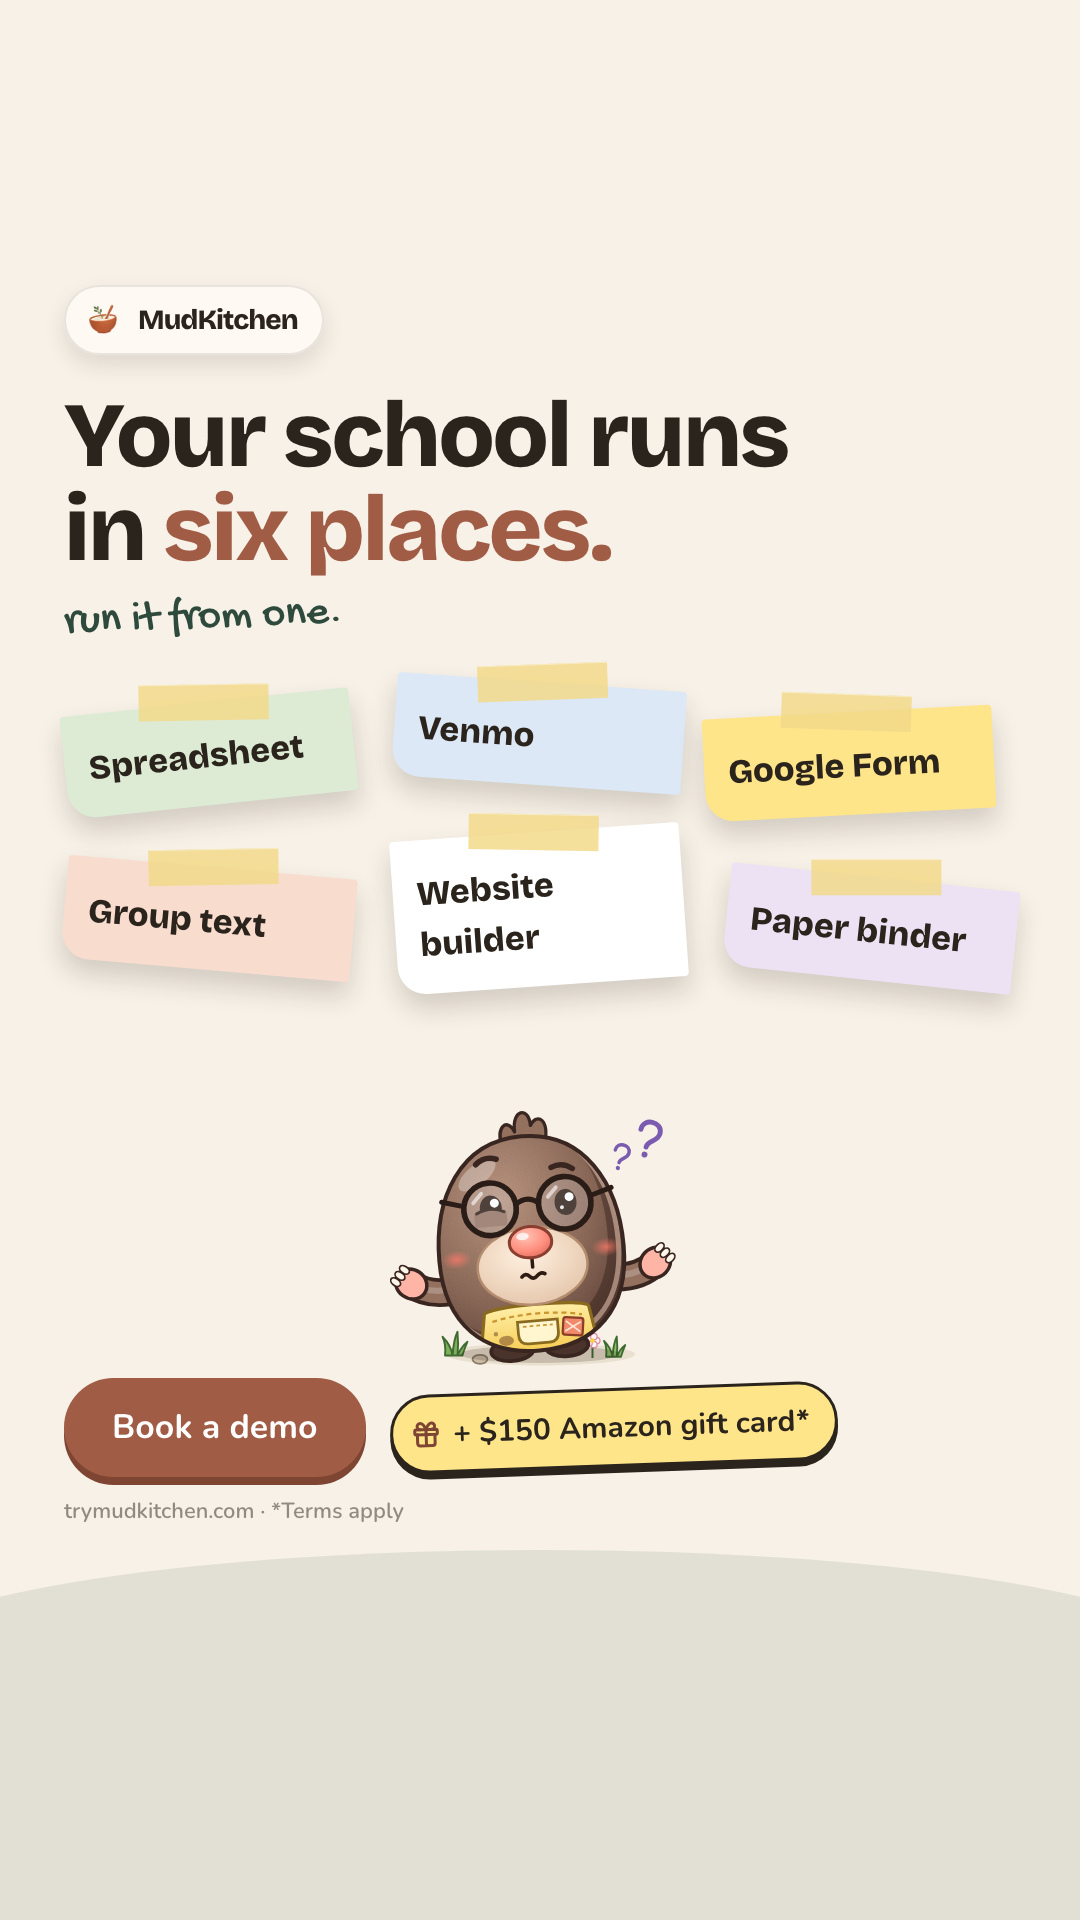 MudKitchen
Your school runs
in six places.
run it from one.
Spreadsheet
Venmo
Google Form
Group text
Website
builder
Paper binder
? ?
Book a demo
+ $150 Amazon gift card*
trymudkitchen.com · *Terms apply